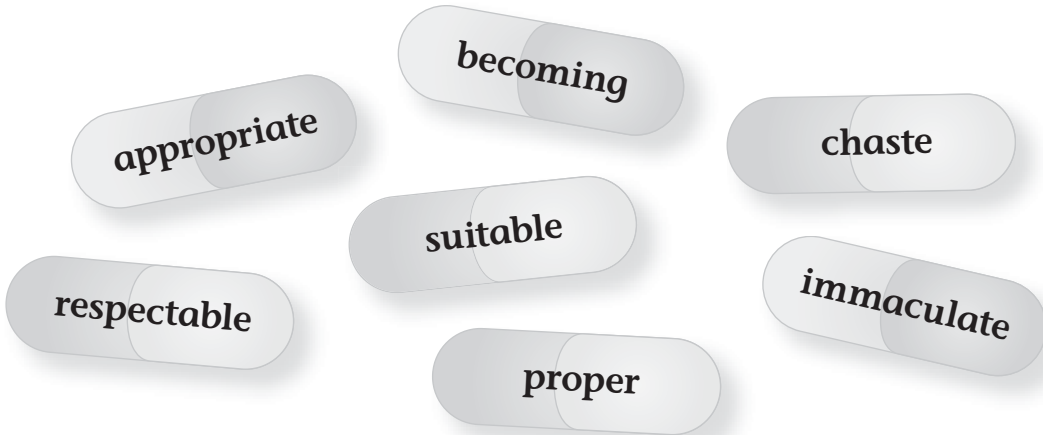 becoming
appropriate
chaste
suitable
respectable
immaculate
proper